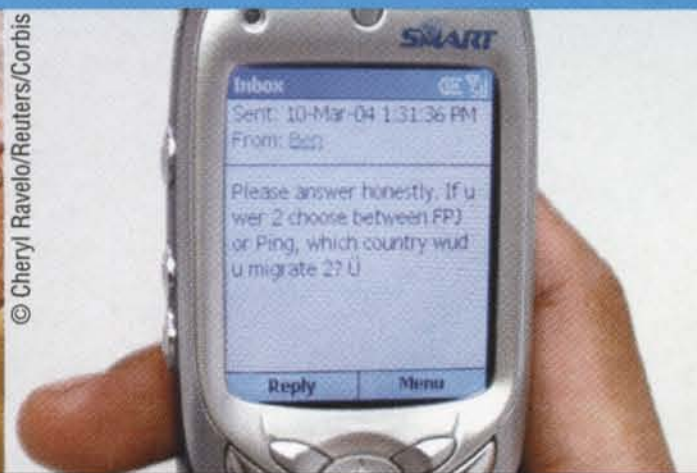 © Cheryl Ravelo/Reuters/Corbis
SMART
Inbox
Sent: 10-Mar-04 1:31:36 PM
From: Ben
Please answer honestly. If u
wer 2 choose between FPJ
or Ping, which country wud
u migrate 2? Ü
Reply Menu